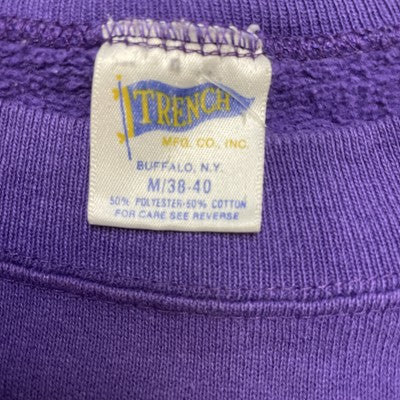 TRENCH
MFG. CO., INC.
BUFFALO, N.Y.
M/38-40
50% POLYESTER-50% COTTON
FOR CARE SEE REVERSE